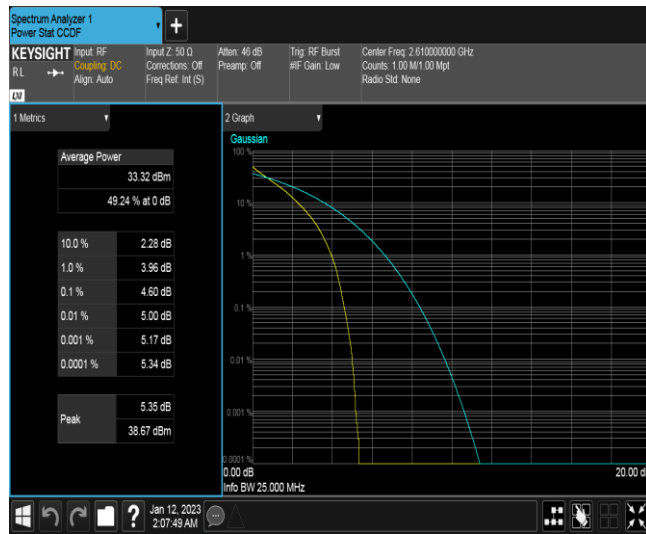 Spectrum Analyzer 1
Power Stat CCDF
+
KEYSIGHT Input: RF Input Z: 50 Ω Atten: 46 dB Trig: RF Burst Center Freq: 2.610000000 GHz
RL Coupling: DC Corrections: Off Preamp: Off #IF Gain: Low Counts: 1.00 M/1.00 Mpt
Align: Auto Freq Ref: Int (S) Radio Std: None
LXI
1 Metrics
Average Power
33.32 dBm
49.24 % at 0 dB
10.0 % 2.28 dB
1.0 % 3.96 dB
0.1 % 4.60 dB
0.01 % 5.00 dB
0.001 % 5.17 dB
0.0001 % 5.34 dB
Peak 5.35 dB
38.67 dBm
2 Graph
Gaussian
100 %
10 %
1 %
0.1 %
0.01 %
0.001 %
0.0001 %
0.00 dB 20.00 d
Info BW 25.000 MHz
? Jan 12, 2023
2:07:49 AM